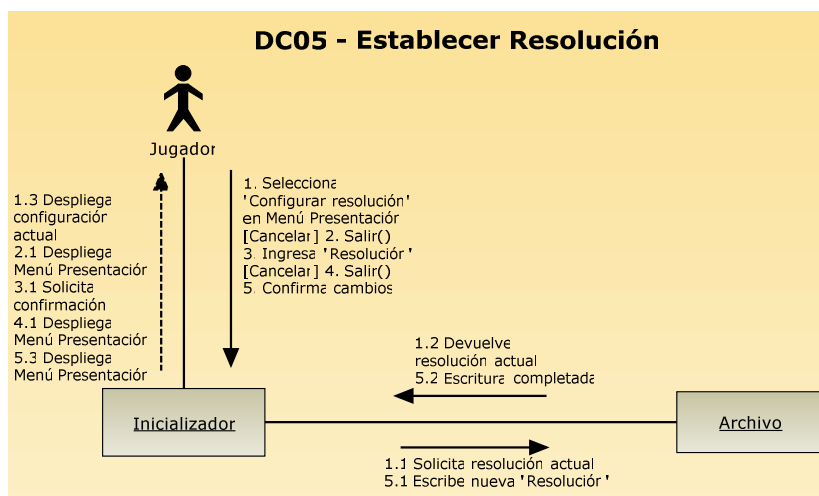 DC05 - Establecer Resolución
Jugador
1.3 Despliega
configuración
actual
2.1 Despliega
Menú Presentación
3.1 Solicita
confirmación
4.1 Despliega
Menú Presentación
5.3 Despliega
Menú Presentación
1. Selecciona
'Configurar resolución'
en Menú Presentación
[Cancelar] 2. Salir()
3. Ingresa 'Resolución'
[Cancelar] 4. Salir()
5. Confirma cambios
1.2 Devuelve
resolución actual
5.2 Escritura completada
Inicializador
Archivo
1.1 Solicita resolución actual
5.1 Escribe nueva 'Resolución'